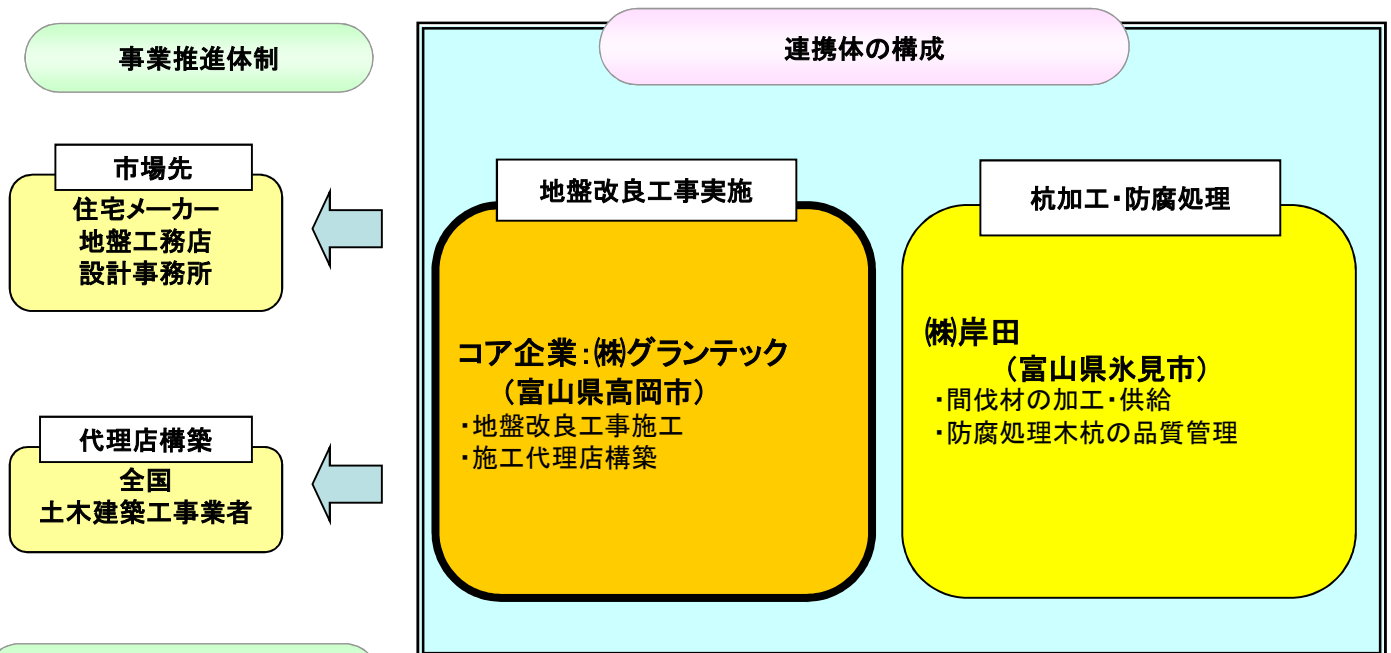 事業推進体制
市場先
住宅メーカー
地盤工務店
設計事務所
代理店構築
全国
土木建築工事業者
連携体の構成
地盤改良工事実施
コア企業:㈱グランテック
(富山県高岡市)
・地盤改良工事施工
・施工代理店構築
杭加工・防腐処理
㈱岸田
(富山県氷見市)
・間伐材の加工・供給
・防腐処理木杭の品質管理